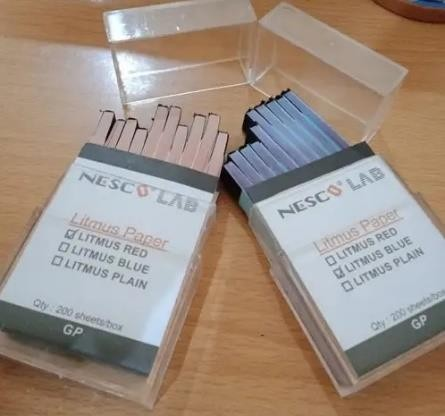 NESCO LAB
Litmus Paper
LITMUS RED
LITMUS BLUE
LITMUS PLAIN
Qty : 200 sheets/box
GP
NESCO LAB
Litmus Paper
LITMUS RED
LITMUS BLUE
LITMUS PLAIN
Qty : 200 sheets/box
GP